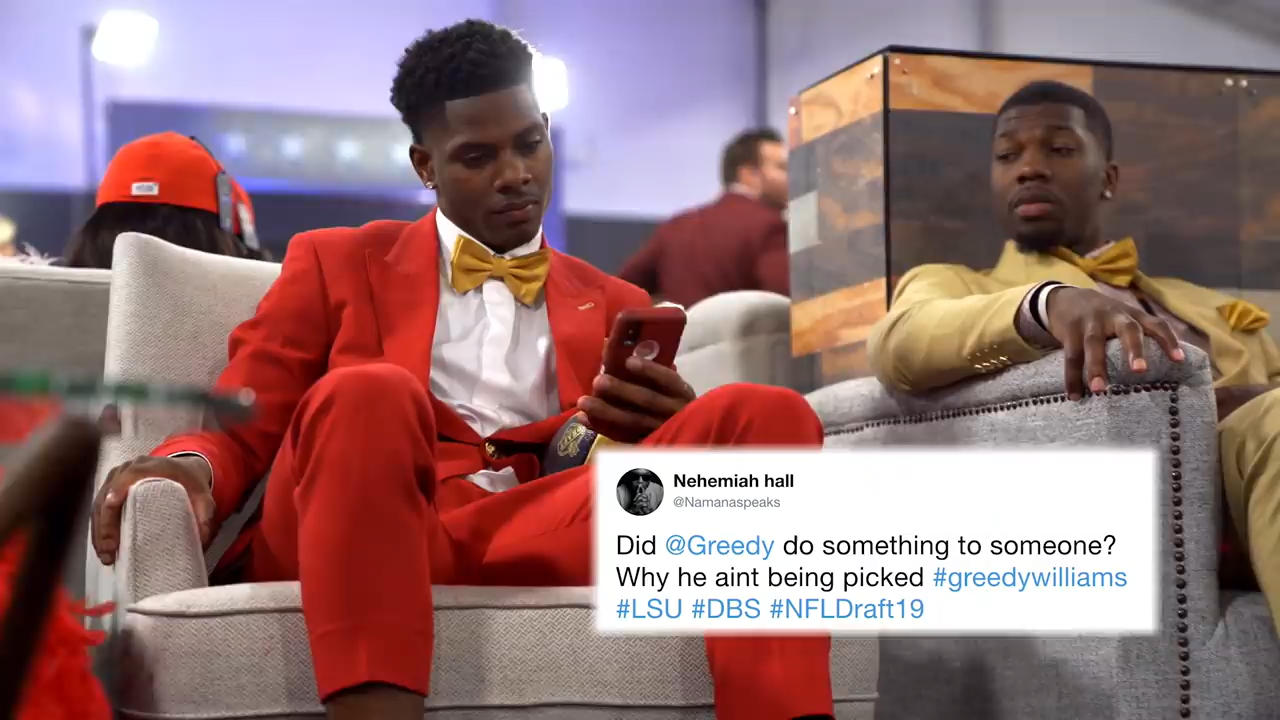 Nehemiah hall
@Namanaspeaks
Did @Greedy do something to someone?
Why he aint being picked #greedywilliams
#LSU #DBS #NFLDraft19